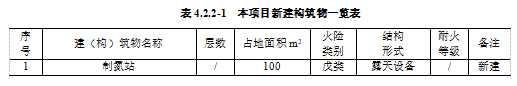 表 4.2.2-1 本项目新建构筑物一览表
序号 建（构）筑物名称 层数 占地面积 m² 火险类别 结构形式 耐火等级 备注
1 制氮站 / 100 戊类 露天设备 / 新建